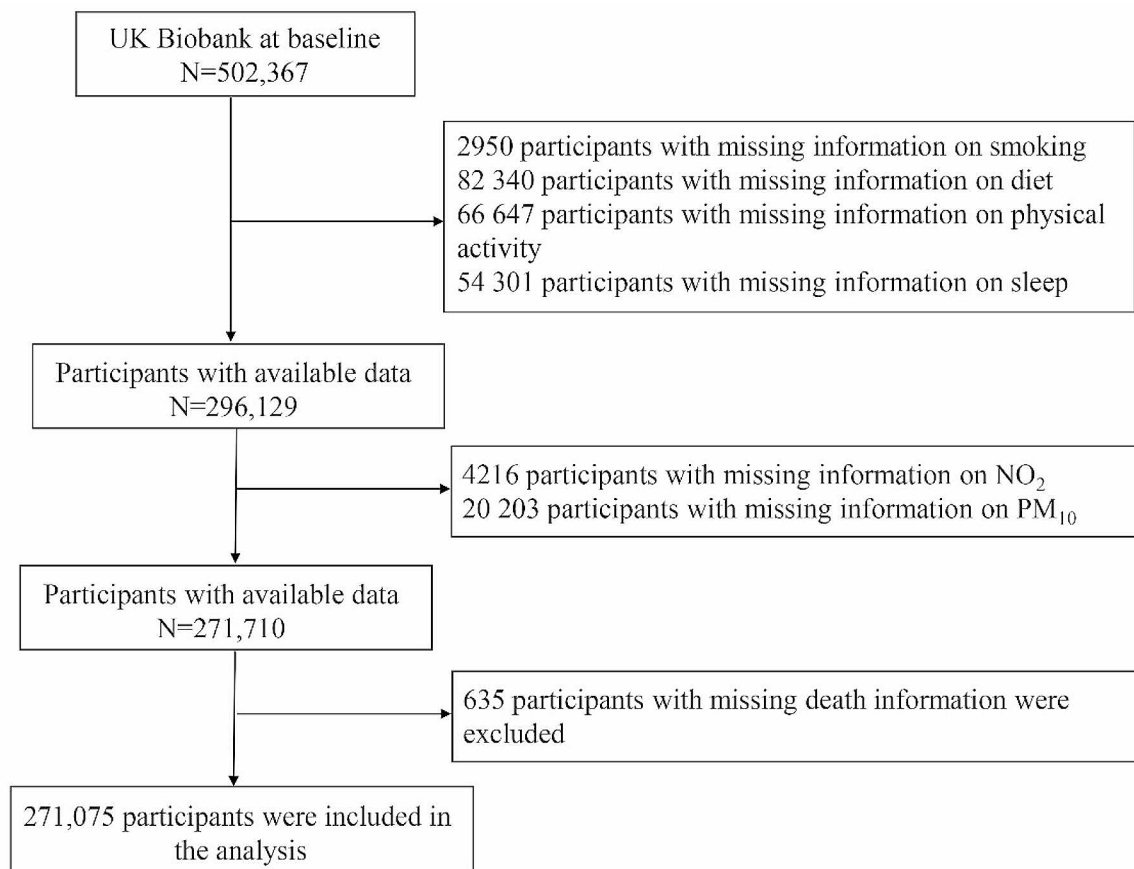 UK Biobank at baseline
N=502,367
2950 participants with missing information on smoking
82 340 participants with missing information on diet
66 647 participants with missing information on physical
activity
54 301 participants with missing information on sleep
Participants with available data
N=296,129
4216 participants with missing information on NO₂
20 203 participants with missing information on PM₁₀
Participants with available data
N=271,710
635 participants with missing death information were
excluded
271,075 participants were included in
the analysis